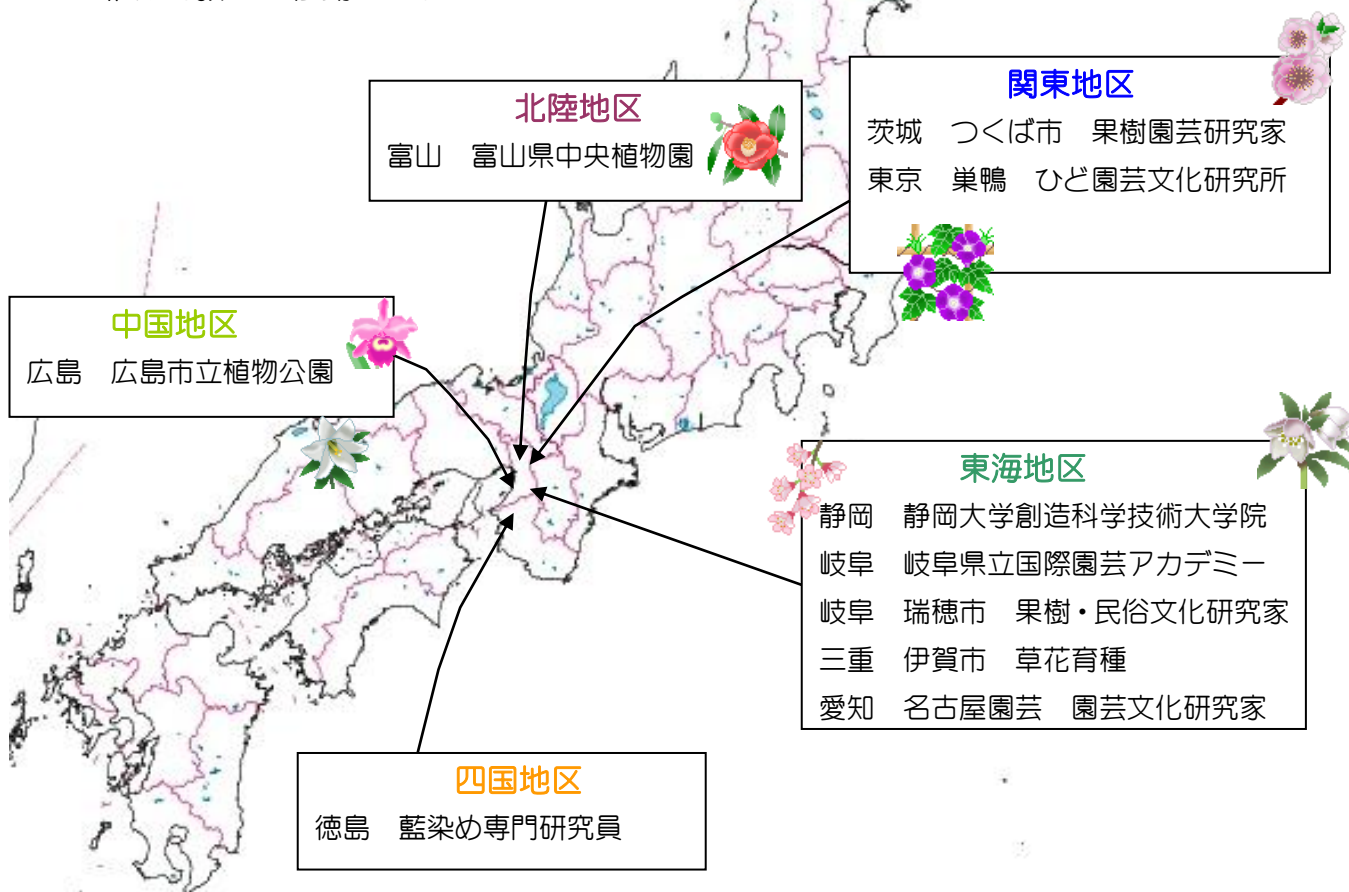 北陸地区
富山　富山県中央植物園
関東地区
茨城　つくば市　果樹園芸研究家
東京　巣鴨　ひど園芸文化研究所
中国地区
広島　広島市立植物公園
東海地区
静岡　静岡大学創造科学技術大学院
岐阜　岐阜県立国際園芸アカデミー
岐阜　瑞穂市　果樹・民俗文化研究家
三重　伊賀市　草花育種
愛知　名古屋園芸　園芸文化研究家
四国地区
徳島　藍染め専門研究員